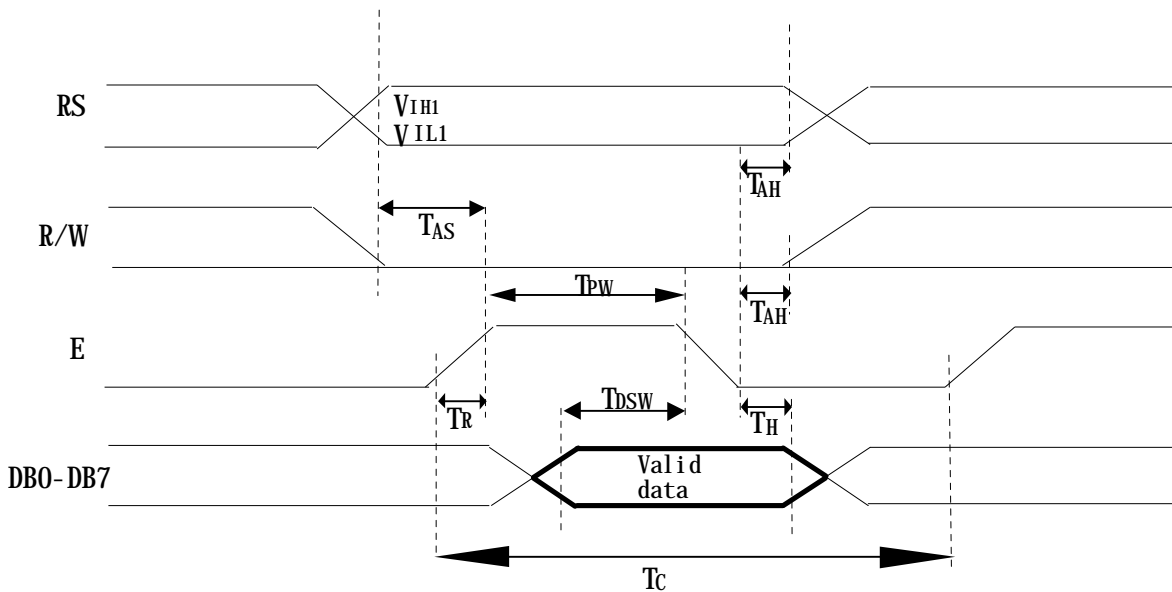 RS
VIH1
VIL1
TAH
R/W
TAS
TPW
TAH
E
TR
TDSW
TH
DB0-DB7
Valid
data
TC